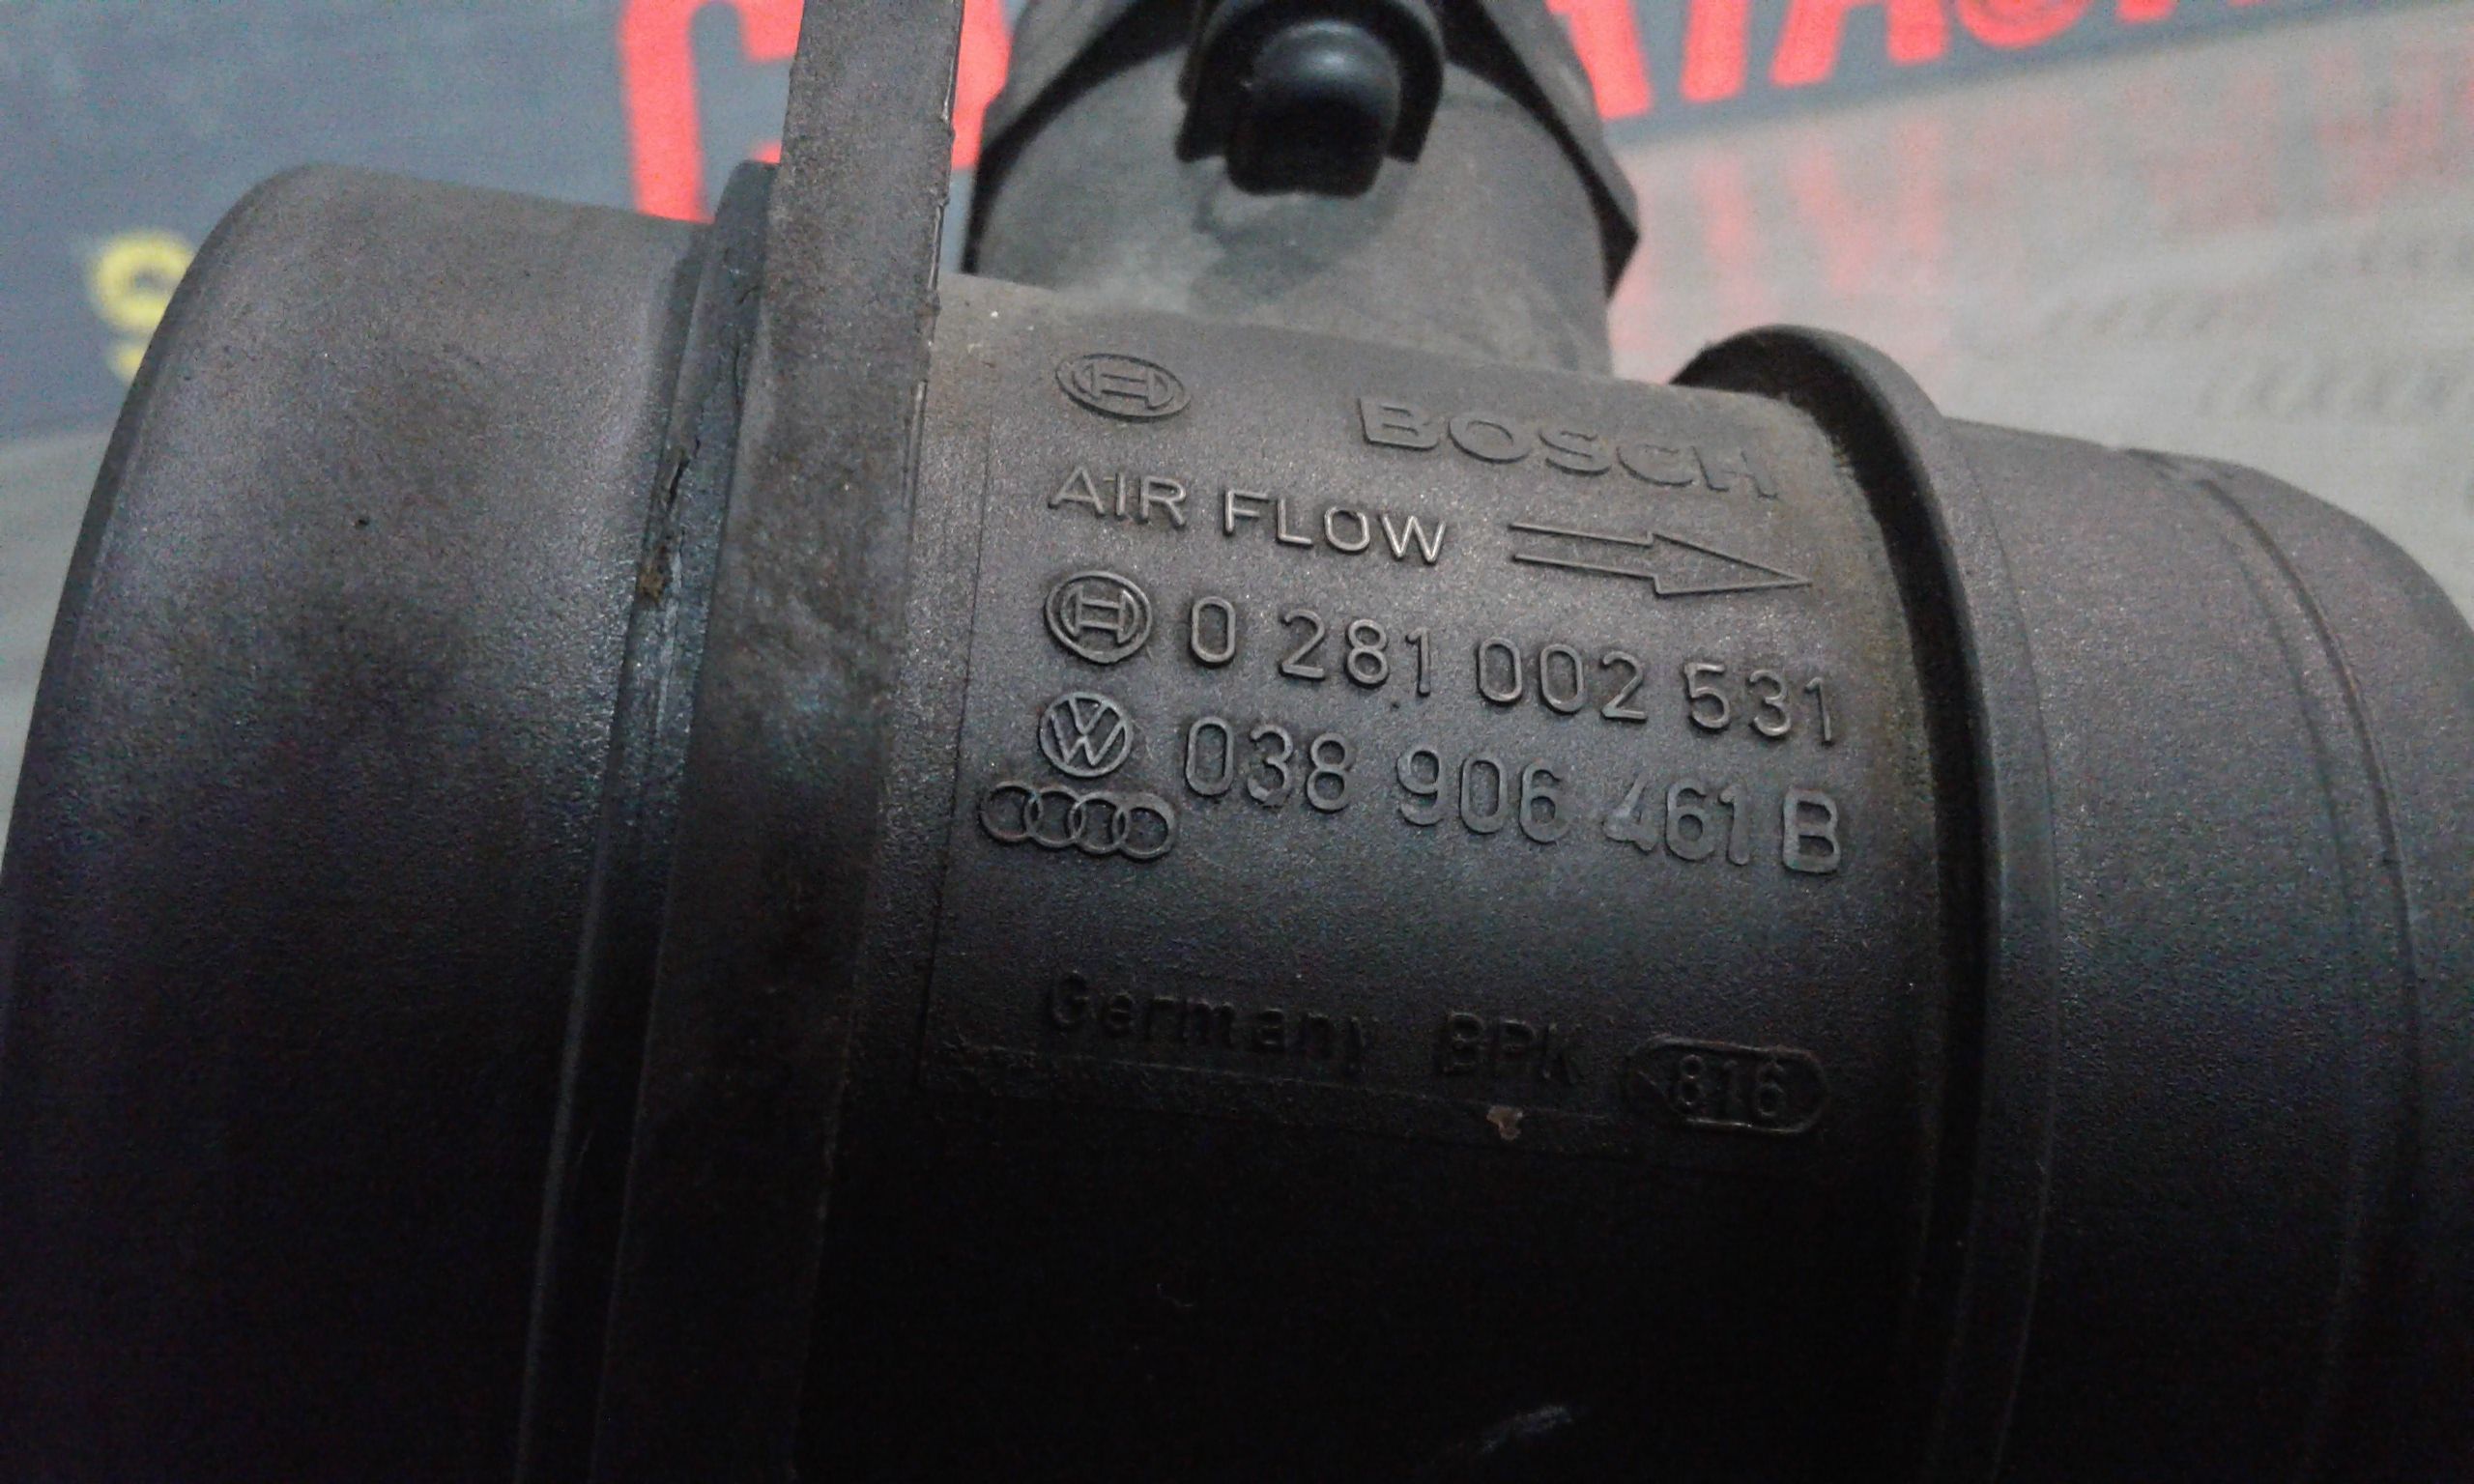 BOSCH
AIR FLOW
0 281 002 531
038 906 461 B
Germany BPK 816